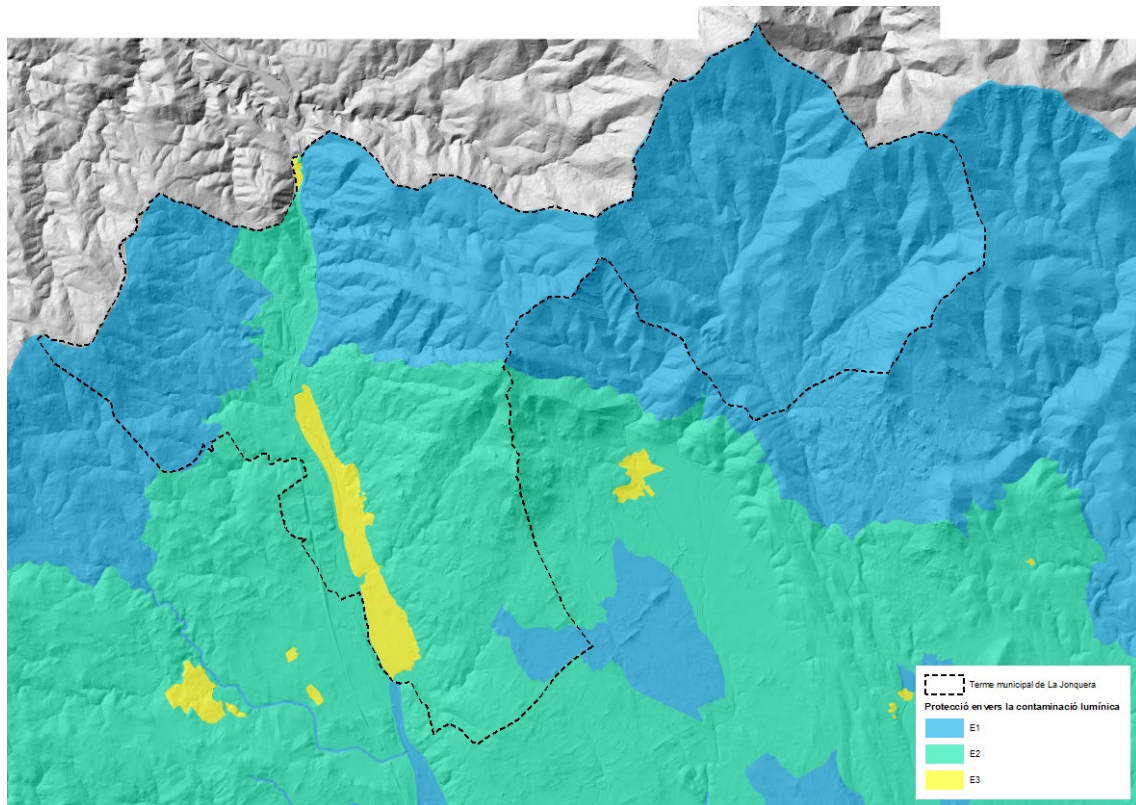 Terme municipal de La Jonquera
Protecció envers la contaminació lumínica
E1
E2
E3